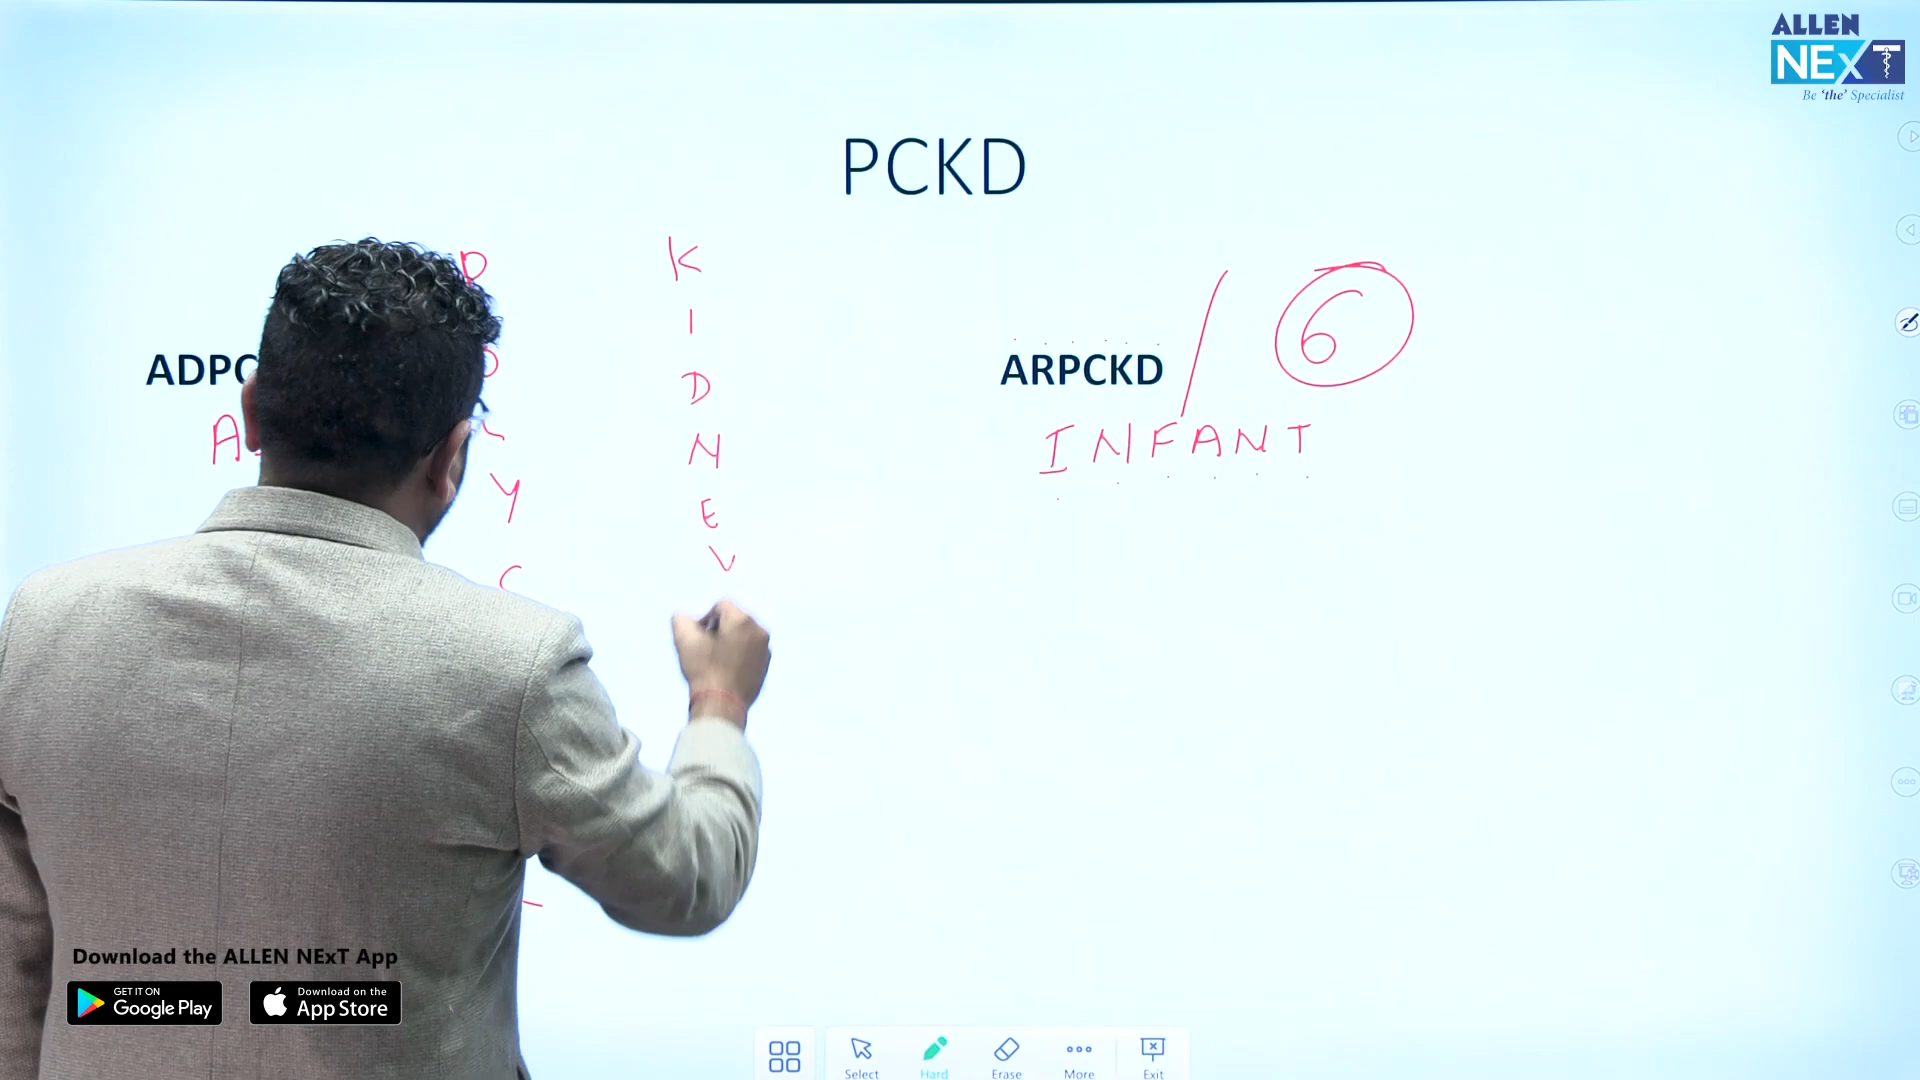 ALLEN
NExT
Be 'the' Specialist
PCKD
K
I
D
N
E
ARPCKD
6
INFANT
P
L
Y
C
Download the ALLEN NExT App
GET IT ON
Google Play
Download on the
App Store
Select
Hard
Erase
More
Exit